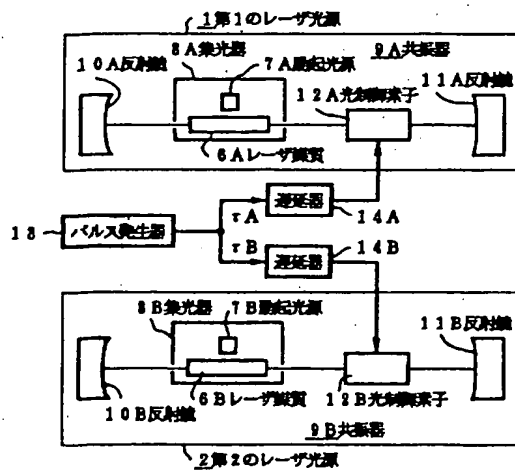 1第1のレーザ光源
8A集光器
9A共振器
10A反射鏡
7A励起光源
11A反射鏡
12A光制御素子
6Aレーザ媒質
τA
遅延器
14A
13
パルス発生器
τB
遅延器
14B
8B集光器
7B励起光源
11B反射鏡
6Bレーザ媒質
12B光制御素子
10B反射鏡
9B共振器
2第2のレーザ光源